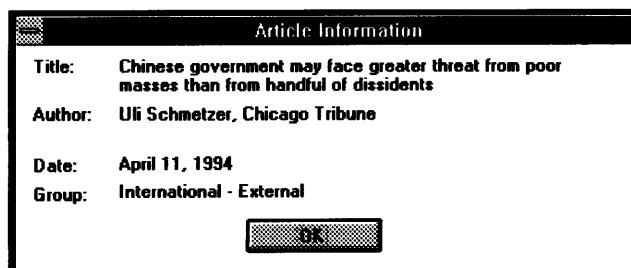 Article Information
Title: Chinese government may face greater threat from poor
masses than from handful of dissidents
Author: Uli Schmetzer, Chicago Tribune
Date: April 11, 1994
Group: International - External
OK